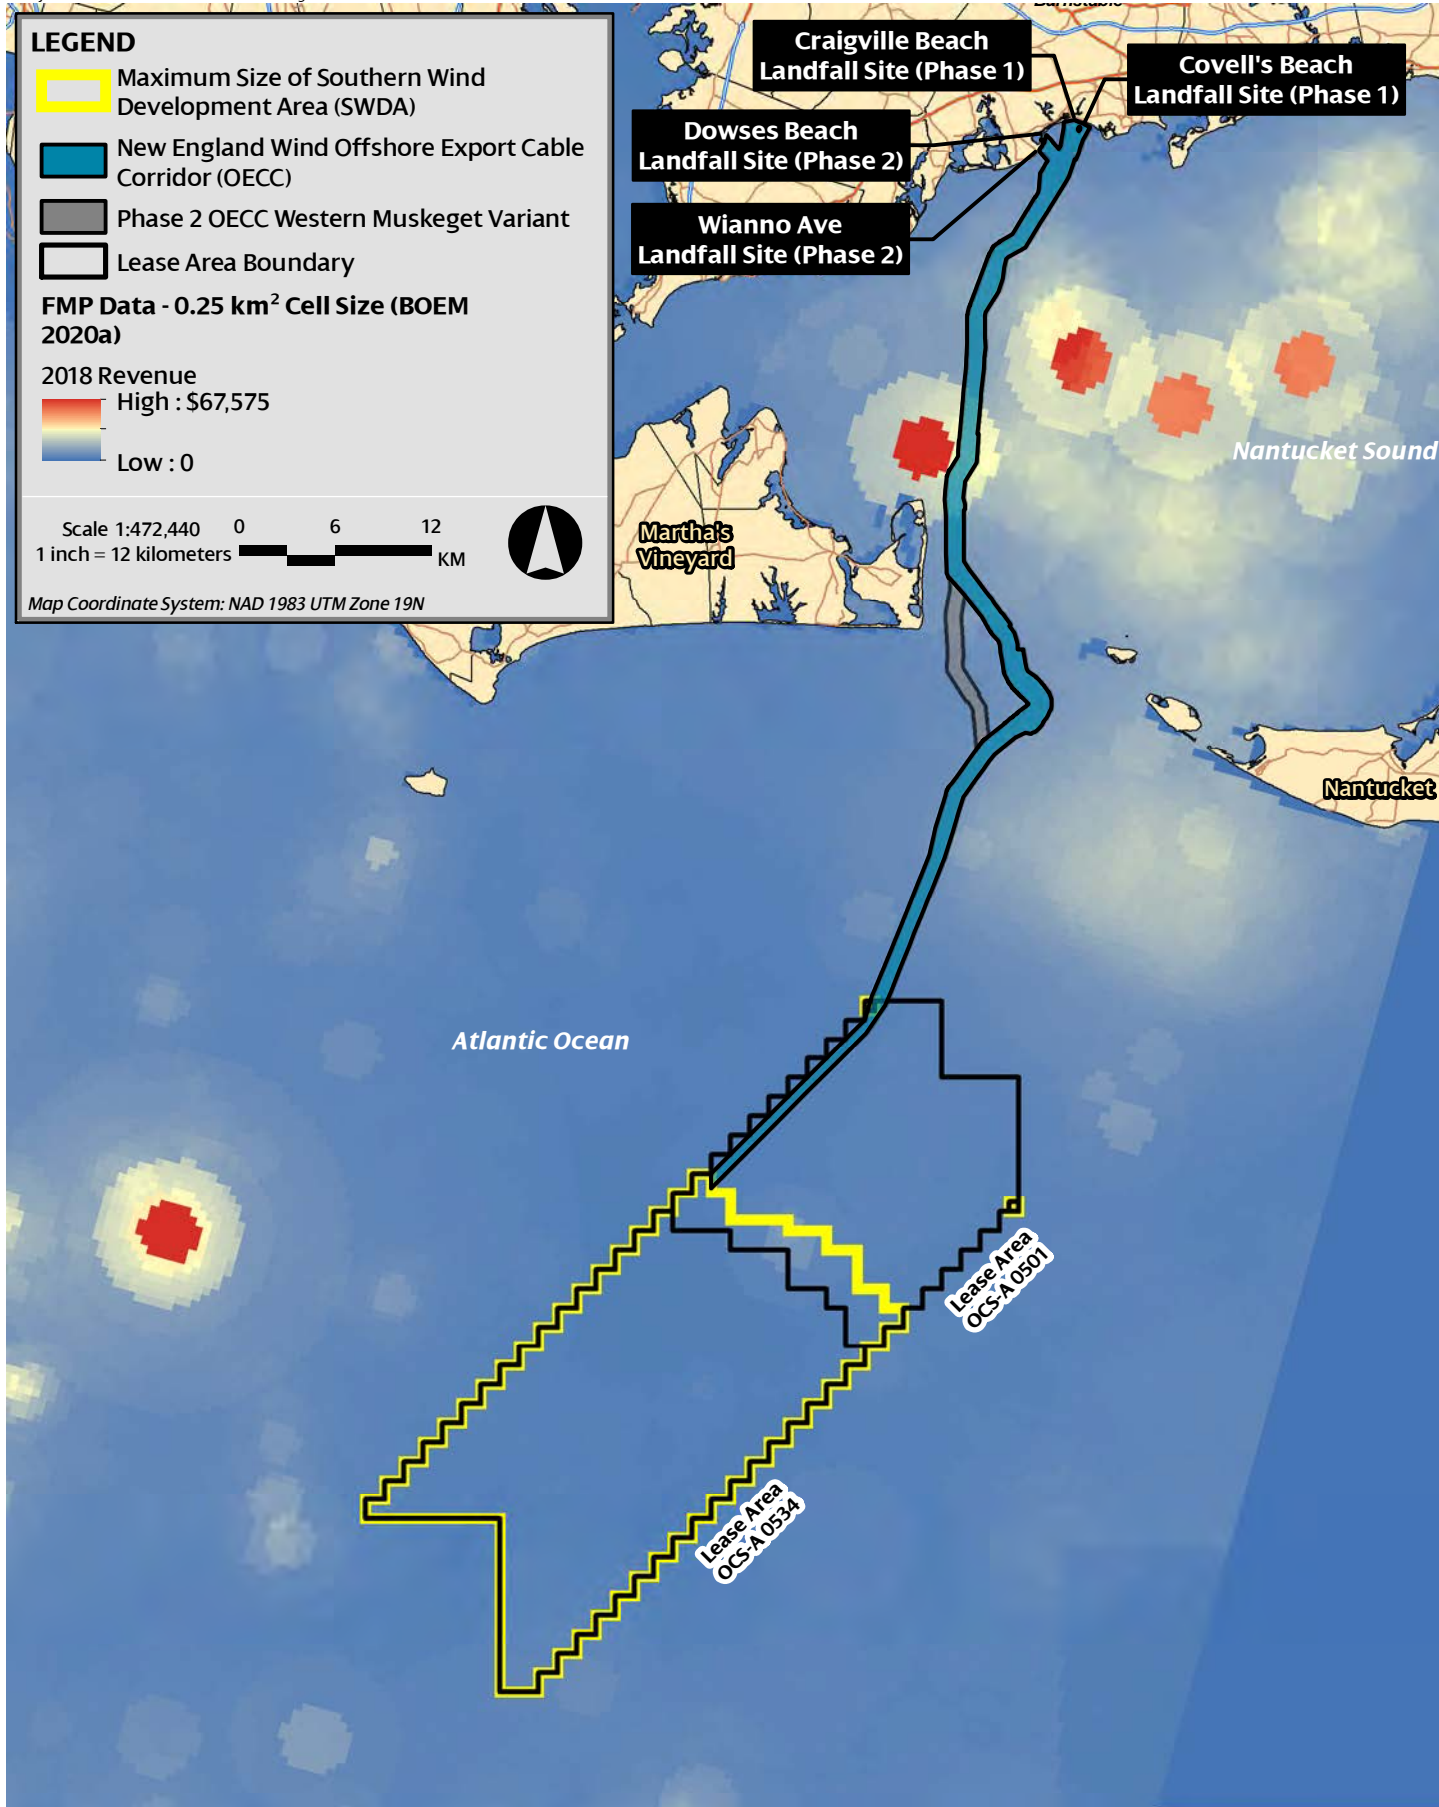 LEGEND
Maximum Size of Southern Wind
Development Area (SWDA)
New England Wind Offshore Export Cable
Corridor (OECC)
Phase 2 OECC Western Muskeget Variant
Lease Area Boundary
FMP Data - 0.25 km² Cell Size (BOEM
2020a)
2018 Revenue
High : $67,575
Low : 0
Scale 1:472,440
1 inch = 12 kilometers
0 6 12
KM
Map Coordinate System: NAD 1983 UTM Zone 19N
Craigville Beach
Landfall Site (Phase 1)
Covell's Beach
Landfall Site (Phase 1)
Dowses Beach
Landfall Site (Phase 2)
Wianno Ave
Landfall Site (Phase 2)
Nantucket Sound
Martha's
Vineyard
Nantucket
Atlantic Ocean
Lease Area
OCS-A 0501
Lease Area
OCS-A 0534